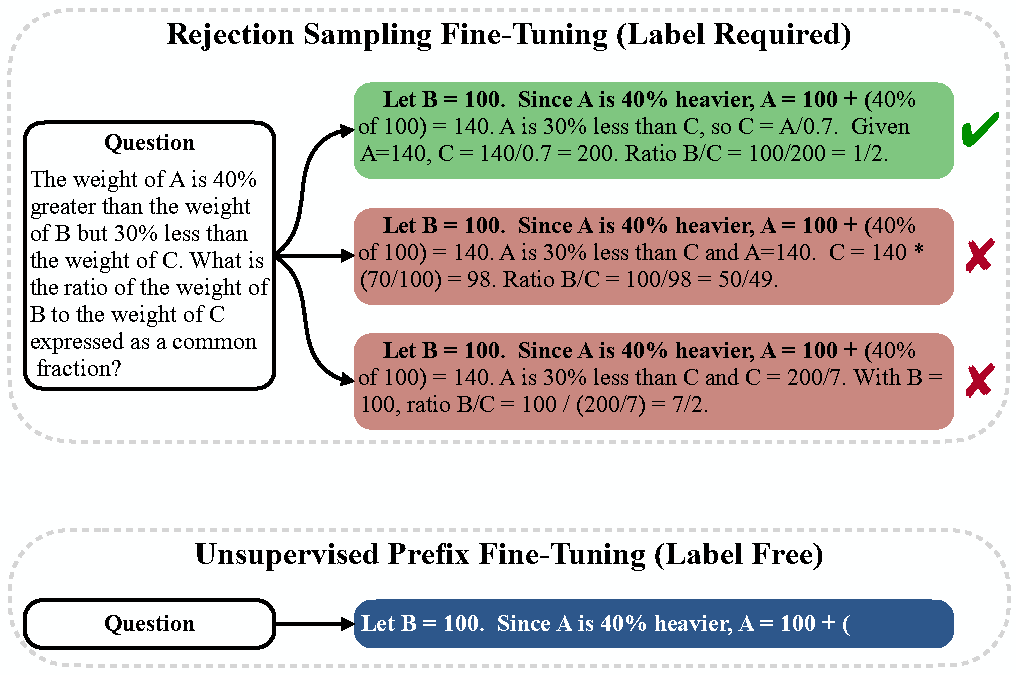 Rejection Sampling Fine-Tuning (Label Required)
Question
The weight of A is 40%
greater than the weight
of B but 30% less than
the weight of C. What is
the ratio of the weight of
B to the weight of C
expressed as a common
fraction?
Let B = 100.  Since A is 40% heavier, A = 100 + (40%
of 100) = 140. A is 30% less than C, so C = A/0.7.  Given
A=140, C = 140/0.7 = 200. Ratio B/C = 100/200 = 1/2.
Let B = 100.  Since A is 40% heavier, A = 100 + (40%
of 100) = 140. A is 30% less than C and A=140.  C = 140 *
(70/100) = 98. Ratio B/C = 100/98 = 50/49.
Let B = 100.  Since A is 40% heavier, A = 100 + (40%
of 100) = 140. A is 30% less than C and C = 200/7. With B =
100, ratio B/C = 100 / (200/7) = 7/2.
Unsupervised Prefix Fine-Tuning (Label Free)
Question
Let B = 100.  Since A is 40% heavier, A = 100 + (